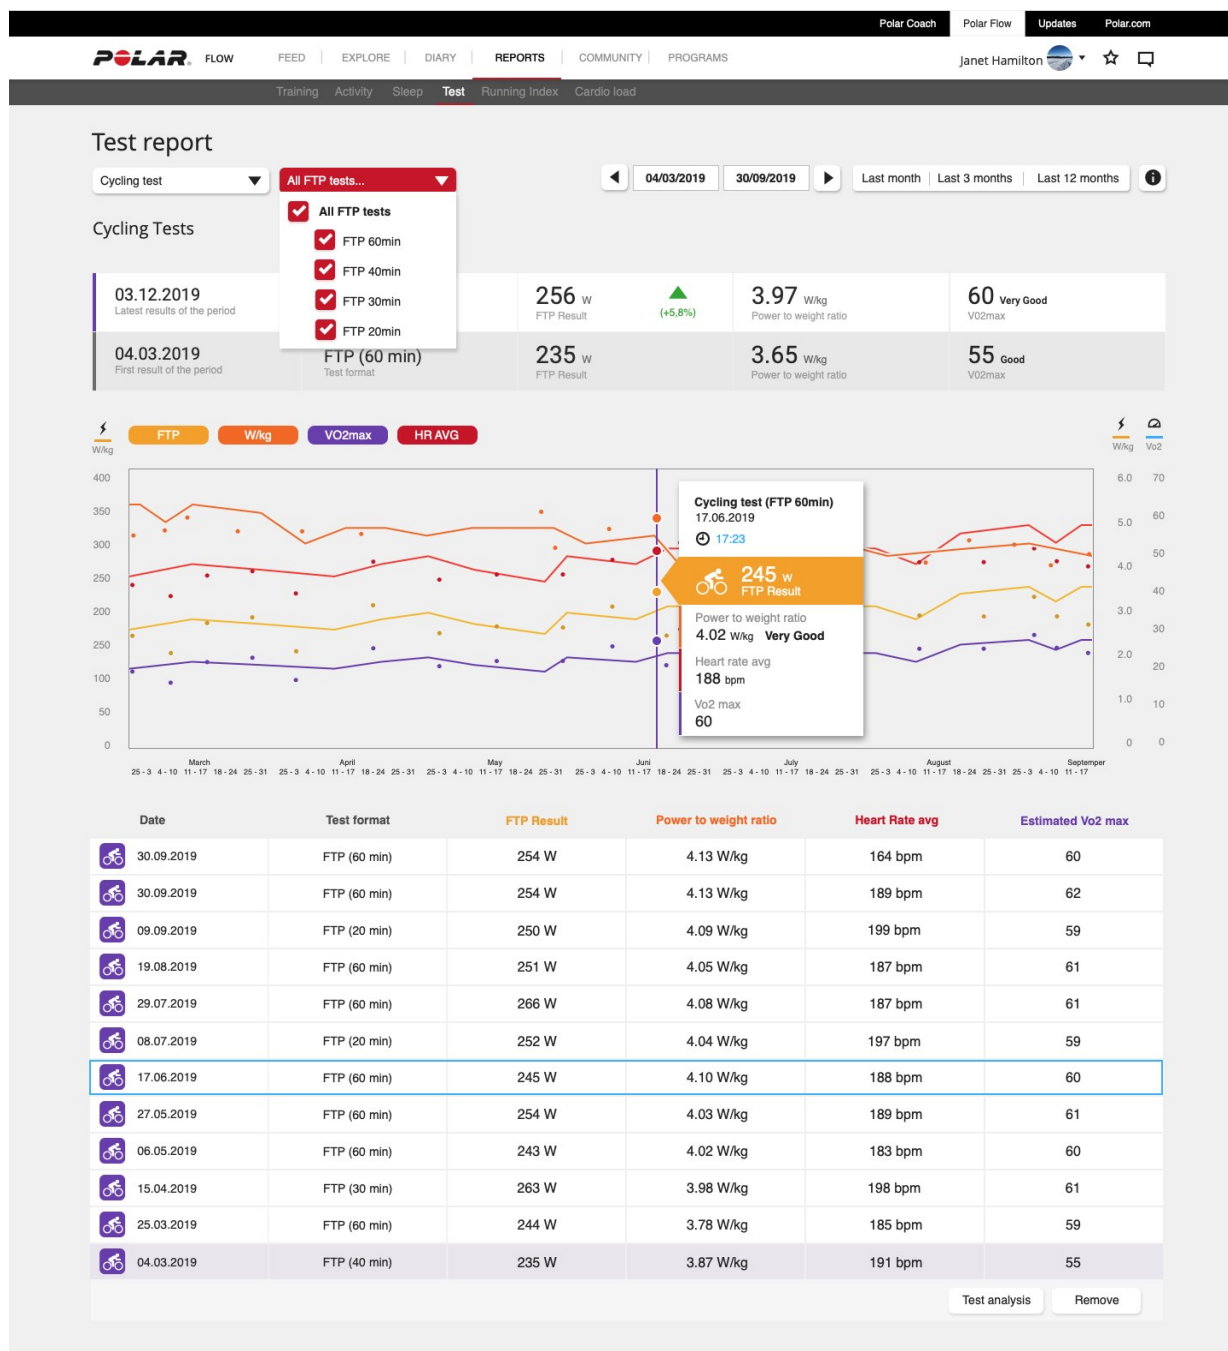 Polar Coach Polar Flow Updates Polar.com
POLAR. FLOW FEED EXPLORE DIARY REPORTS COMMUNITY PROGRAMS Janet Hamilton
Training Activity Sleep Test Running Index Cardio load
Test report
Cycling test All FTP tests... 04/03/2019 30/09/2019 Last month Last 3 months Last 12 months
All FTP tests
Cycling Tests
FTP 60min
FTP 40min
FTP 30min
FTP 20min
03.12.2019 256 W (+5,8%) 3.97 W/kg 60 Very Good
Latest results of the period FTP Result Power to weight ratio V02max
04.03.2019 FTP (60 min) 235 W 3.65 W/kg 55 Good
First result of the period Test format FTP Result Power to weight ratio V02max
W/kg FTP W/kg VO2max HR AVG W/kg Vo2
400 6.0 70
350 5.0 60
300 50
250 4.0 40
200 3.0 30
250 2.0 20
100 1.0 10
50
0 0 0
Cycling test (FTP 60min)
17.06.2019
17:23
245 W
FTP Result
Power to weight ratio
4.02 W/kg Very Good
Heart rate avg
188 bpm
Vo2 max
60
March April May Juni July August Septemper
25 - 3 4 - 10 11 - 17 18 - 24 25 - 31 25 - 3 4 - 10 11 - 17 18 - 24 25 - 31 25 - 3 4 - 10 11 - 17 18 - 24 25 - 31 25 - 3 4 - 10 11 - 17 18 - 24 25 - 31 25 - 3 4 - 10 11 - 17 18 - 24 25 - 31 25 - 3 4 - 10 11 - 17 18 - 24 25 - 31 25 - 3 4 - 10 11 - 17
Date Test format FTP Result Power to weight ratio Heart Rate avg Estimated Vo2 max
30.09.2019 FTP (60 min) 254 W 4.13 W/kg 164 bpm 60
30.09.2019 FTP (60 min) 254 W 4.13 W/kg 189 bpm 62
09.09.2019 FTP (20 min) 250 W 4.09 W/kg 199 bpm 59
19.08.2019 FTP (60 min) 251 W 4.05 W/kg 187 bpm 61
29.07.2019 FTP (60 min) 266 W 4.08 W/kg 187 bpm 61
08.07.2019 FTP (20 min) 252 W 4.04 W/kg 197 bpm 59
17.06.2019 FTP (60 min) 245 W 4.10 W/kg 188 bpm 60
27.05.2019 FTP (60 min) 254 W 4.03 W/kg 189 bpm 61
06.05.2019 FTP (60 min) 243 W 4.02 W/kg 183 bpm 60
15.04.2019 FTP (30 min) 263 W 3.98 W/kg 198 bpm 61
25.03.2019 FTP (60 min) 244 W 3.78 W/kg 185 bpm 59
04.03.2019 FTP (40 min) 235 W 3.87 W/kg 191 bpm 55
Test analysis Remove